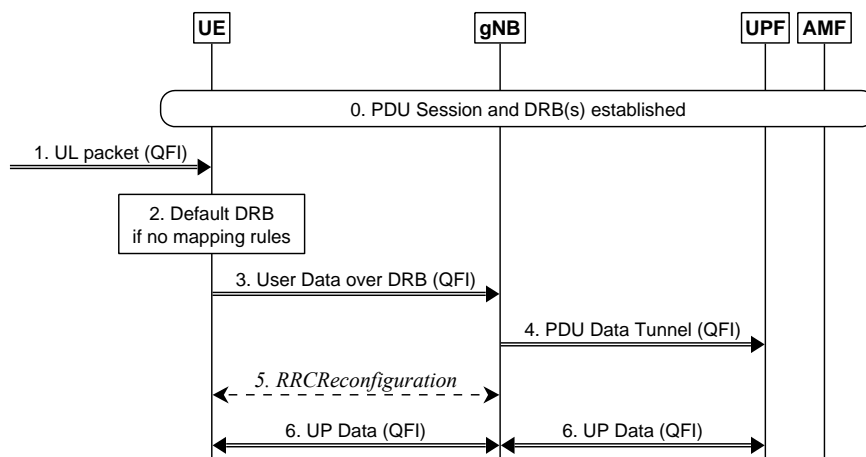 UE
gNB
UPF
AMF
0. PDU Session and DRB(s) established
1. UL packet (QFI)
2. Default DRB
if no mapping rules
3. User Data over DRB (QFI)
4. PDU Data Tunnel (QFI)
5. RRCReconfiguration
6. UP Data (QFI)
6. UP Data (QFI)